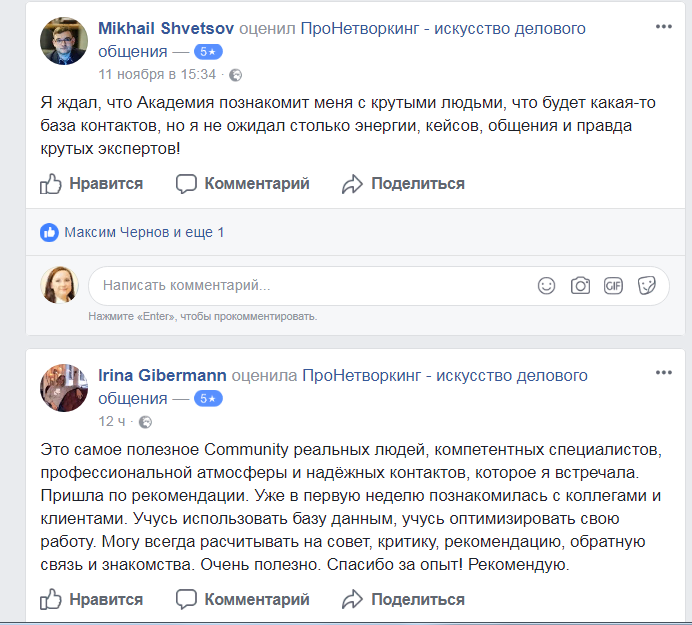 Mikhail Shvetsov оценил ПроНетворкинг - искусство делового
общения — 5★
11 ноября в 15:34 ·
Я ждал, что Академия познакомит меня с крутыми людьми, что будет какая-то
база контактов, но я не ожидал столько энергии, кейсов, общения и правда
крутых экспертов!
Нравится Комментарий Поделиться
Максим Чернов и еще 1
Написать комментарий... GIF
Нажмите «Enter», чтобы прокомментировать.
Irina Gibermann оценила ПроНетворкинг - искусство делового
общения — 5★
12 ч ·
Это самое полезное Community реальных людей, компетентных специалистов,
профессиональной атмосферы и надёжных контактов, которое я встречала.
Пришла по рекомендации. Уже в первую неделю познакомилась с коллегами и
клиентами. Учусь использовать базу данным, учусь оптимизировать свою
работу. Могу всегда расчитывать на совет, критику, рекомендацию, обратную
связь и знакомства. Очень полезно. Спасибо за опыт! Рекомендую.
Нравится Комментарий Поделиться